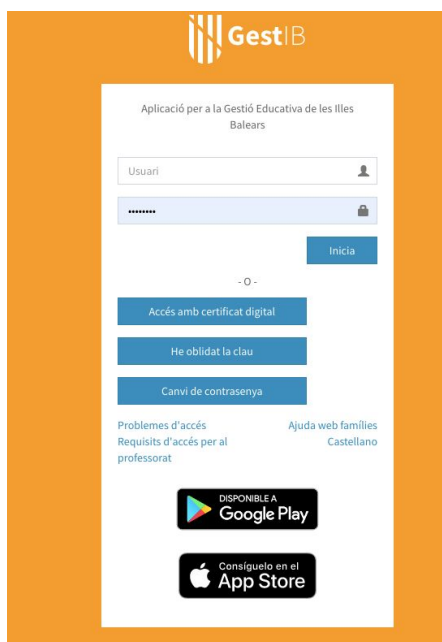 GestIB
Aplicació per a la Gestió Educativa de les Illes
Balears
Usuari
••••••••
Inicia
- O -
Accés amb certificat digital
He oblidat la clau
Canvi de contrasenya
Problemes d'accés
Ajuda web famílies
Requisits d'accés per al
professorat
Castellano
DISPONIBLE A
Google Play
Consíguelo en el
App Store